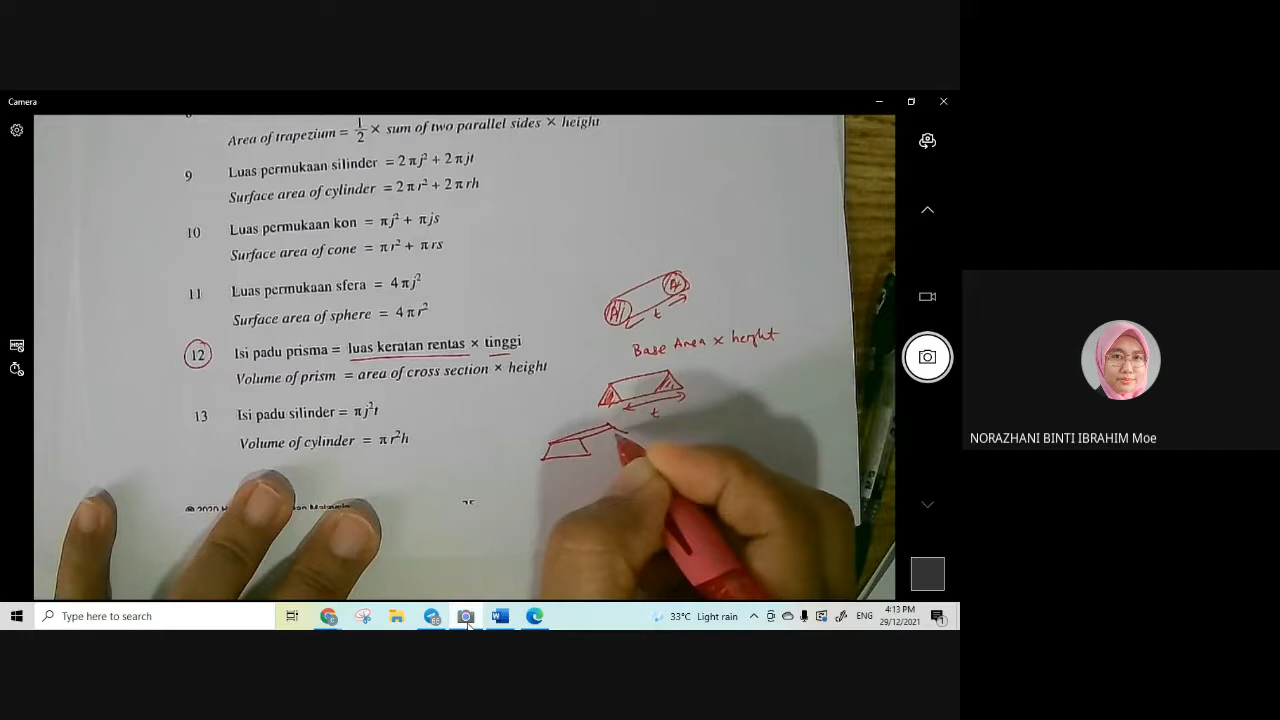 Camera
Area of trapezium = 1/2 × sum of two parallel sides × height
9 Luas permukaan silinder = 2πj² + 2πjt
Surface area of cylinder = 2πr² + 2πrh
10 Luas permukaan kon = πj² + πjs
Surface area of cone = πr² + πrs
11 Luas permukaan sfera = 4πj²
Surface area of sphere = 4πr²
t
12 Isi padu prisma = luas keratan rentas × tinggi
Base Area × height
Volume of prism = area of cross section × height
t
13 Isi padu silinder = πj²t
Volume of cylinder = πr²h
© 2020
NORAZHANI BINTI IBRAHIM Moe
Type here to search
33°C Light rain
ENG
4:13 PM
29/12/2021